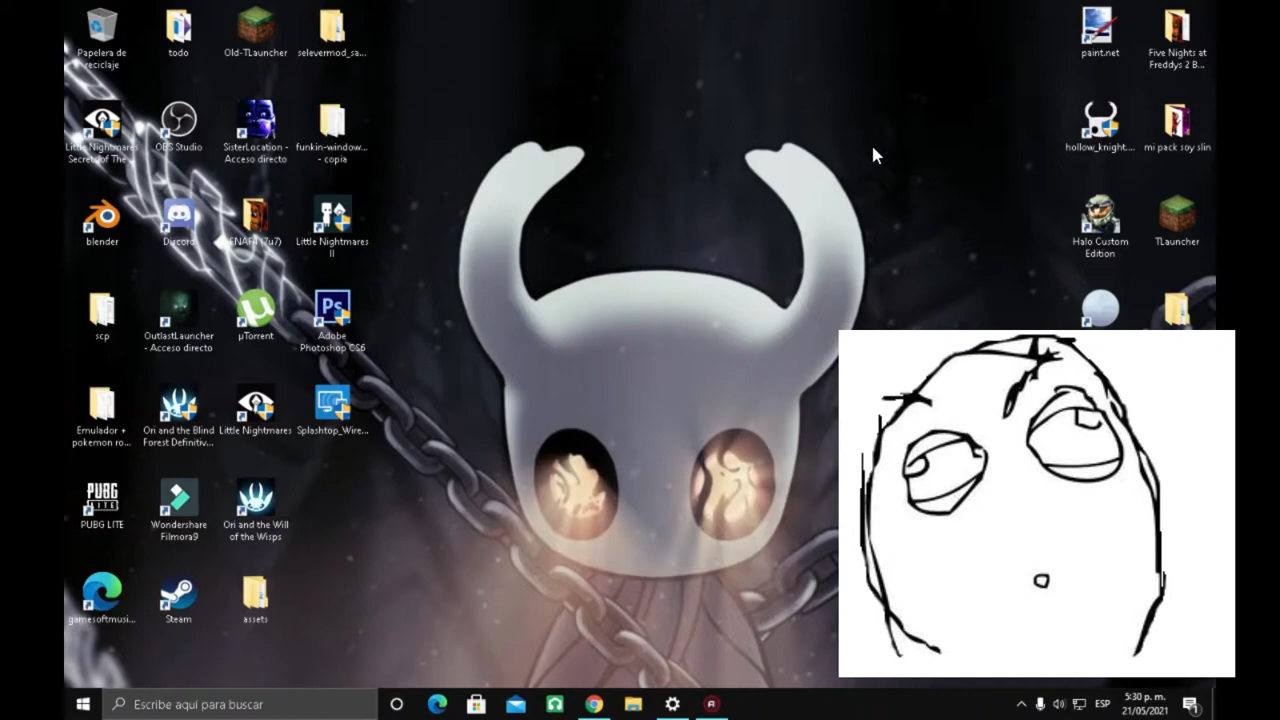 Papelera de
reciclaje
todo
Old-TLauncher
selevermod_sa...
Little Nightmares
Secrets of The ...
OBS Studio
SisterLocation -
Acceso directo
funkin-window...
- copia
blender
Discord
FNAF4 (7u7)
Little Nightmares
II
scp
OutlastLauncher
- Acceso directo
µTorrent
Adobe
Photoshop CS6
Emulador +
pokemon ro...
Ori and the Blind
Forest Definitiv...
Little Nightmares
Splashtop_Wire...
PUBG LITE
Wondershare
Filmora9
Ori and the Will
of the Wisps
gamesoftmusi...
Steam
assets
paint.net
Five Nights at
Freddys 2 B...
hollow_knight....
mi pack soy slin
Halo Custom
Edition
TLauncher
PUBG
LITE
Ps
Escribe aquí para buscar
ESP
5:30 p. m.
21/05/2021
1